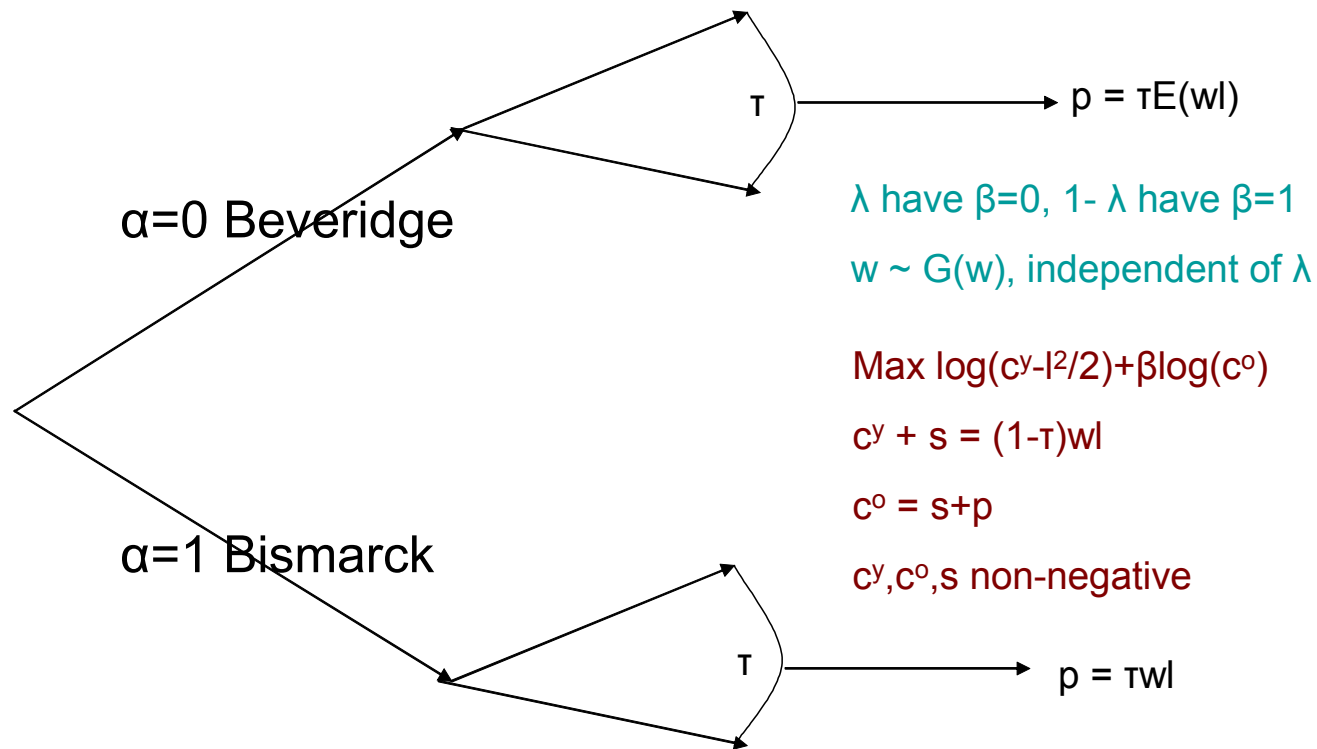 τ
p = τE(wl)
α=0 Beveridge
λ have β=0, 1- λ have β=1
w ~ G(w), independent of λ
Max log(cʸ-l²/2)+βlog(cᵒ)
cʸ + s = (1-τ)wl
cᵒ = s+p
cʸ,cᵒ,s non-negative
α=1 Bismarck
τ
p = τwl